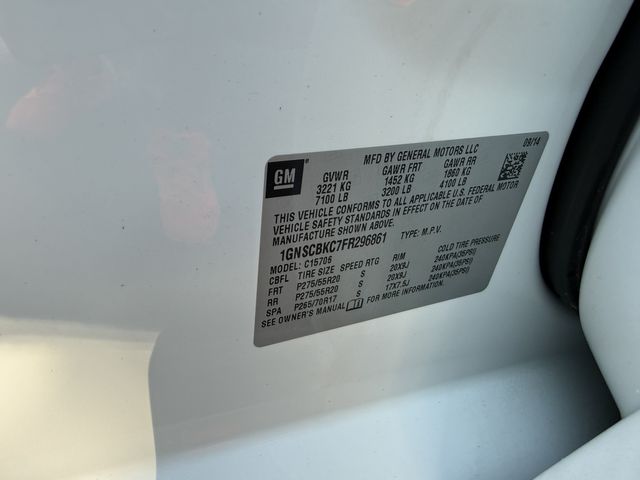 GM
MFD BY GENERAL MOTORS LLC 09/14
GVWR GAWR FRT GAWR RR
3221 KG 1452 KG 1860 KG
7100 LB 3200 LB 4100 LB
THIS VEHICLE CONFORMS TO ALL APPLICABLE U.S. FEDERAL MOTOR
VEHICLE SAFETY STANDARDS IN EFFECT ON THE DATE OF
MANUFACTURE SHOWN ABOVE.
1GNSCBKC7FR296861 TYPE: M.P.V.
MODEL: C15706
CBFL TIRE SIZE SPEED RTG RIM COLD TIRE PRESSURE
FRT P275/55R20 S 20X9J 240KPA(35PSI)
RR P275/55R20 S 20X9J 240KPA(35PSI)
SPA P265/70R17 S 17X7.5J 240KPA(35PSI)
SEE OWNER'S MANUAL FOR MORE INFORMATION.